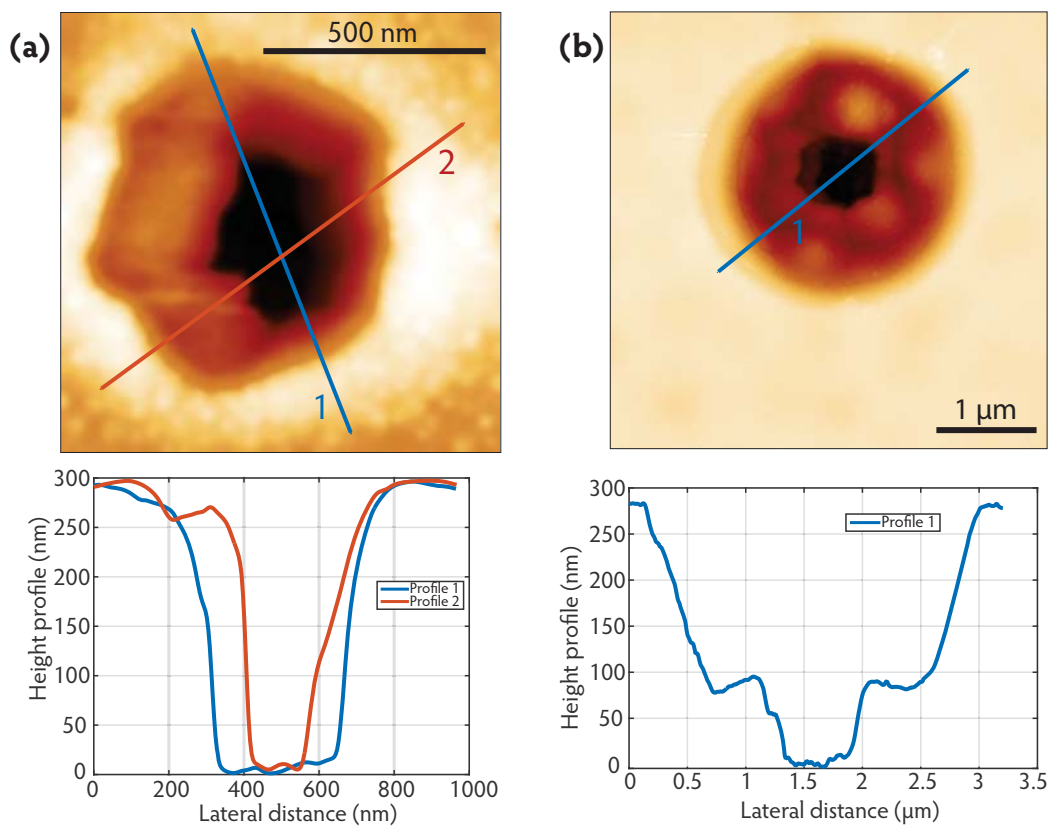 (a)
500 nm
2
1
(b)
1
1 µm
Height profile (nm)
300
250
200
150
100
50
0
Profile 1
Profile 2
0
200
400
600
800
1000
Lateral distance (nm)
Height profile (nm)
300
250
200
150
100
50
0
Profile 1
0
0.5
1
1.5
2
2.5
3
3.5
Lateral distance (µm)